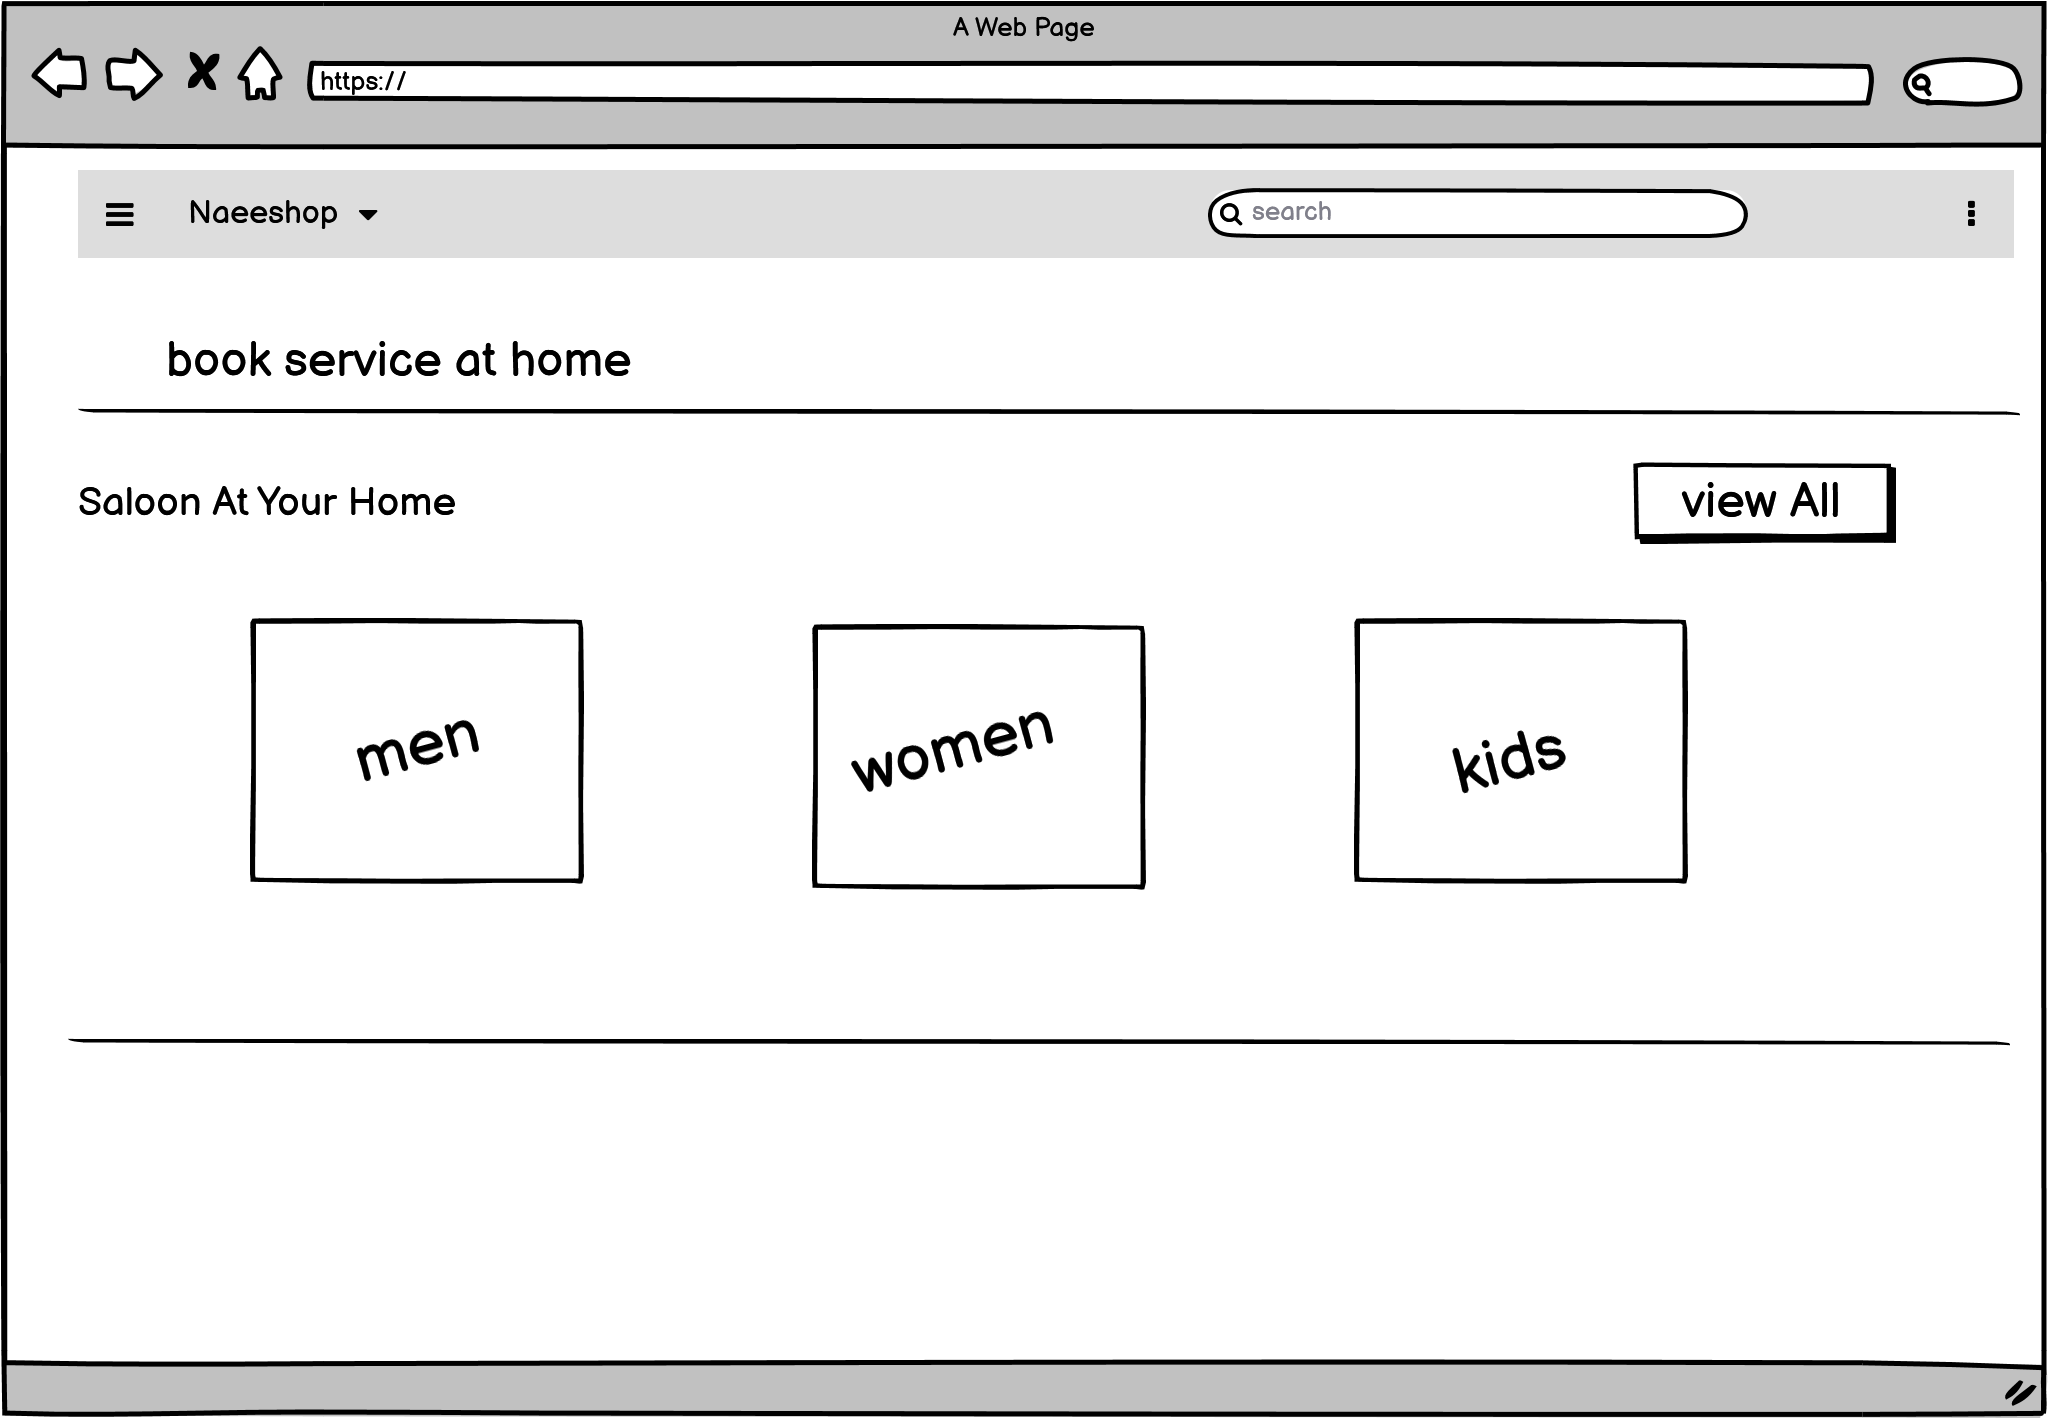 A Web Page
https://
Naeeshop
search
book service at home
Saloon At Your Home
view All
men
women
kids